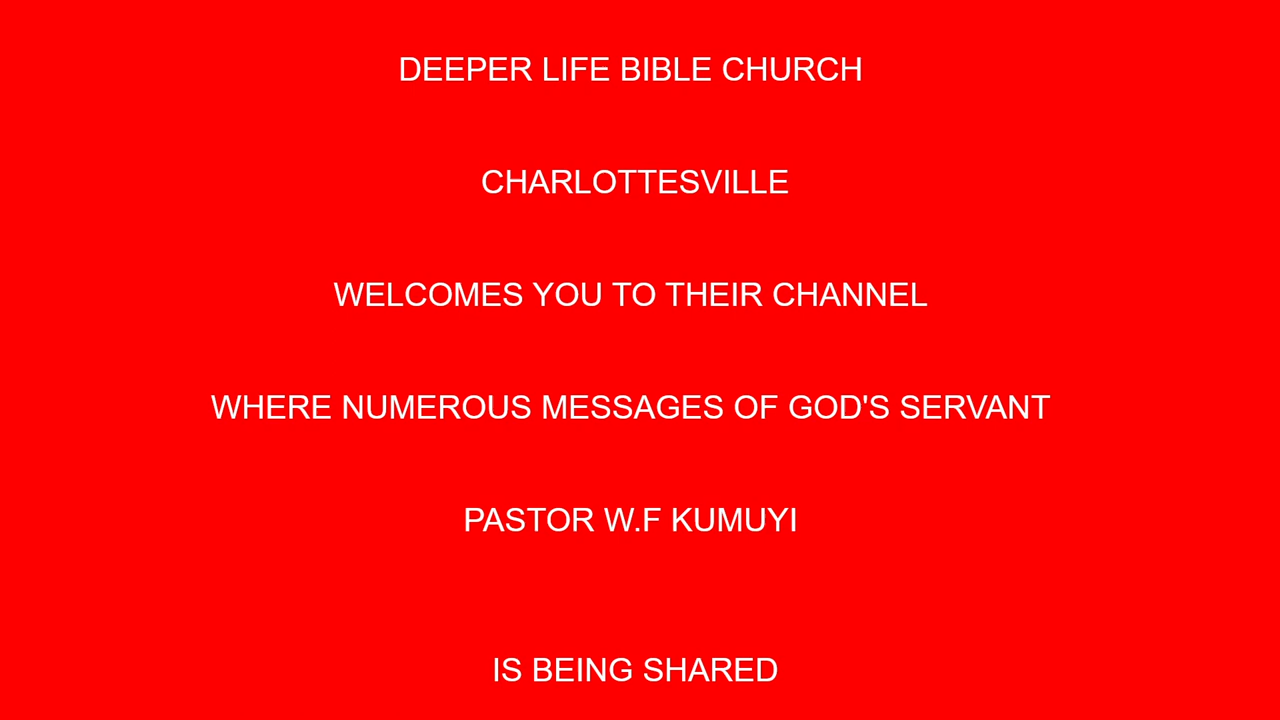 DEEPER LIFE BIBLE CHURCH
CHARLOTTESVILLE
WELCOMES YOU TO THEIR CHANNEL
WHERE NUMEROUS MESSAGES OF GOD'S SERVANT
PASTOR W.F KUMUYI
IS BEING SHARED